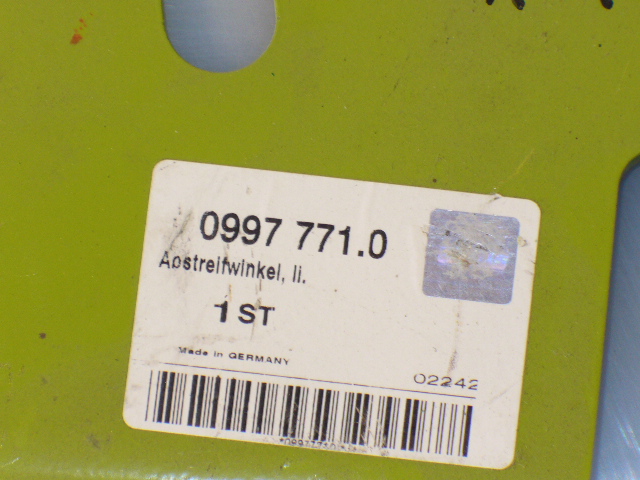 0997 771.0
Abstreifwinkel, li.
1 ST
Made in GERMANY
02242